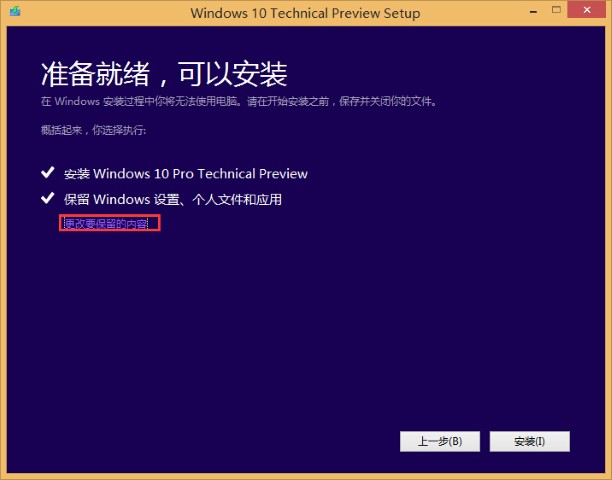 Windows 10 Technical Preview Setup
准备就绪，可以安装
在 Windows 安装过程中你将无法使用电脑。请在开始安装之前，保存并关闭你的文件。
概括起来，你选择执行:
安装 Windows 10 Pro Technical Preview
保留 Windows 设置、个人文件和应用
更改要保留的内容
上一步(B) 安装(I)